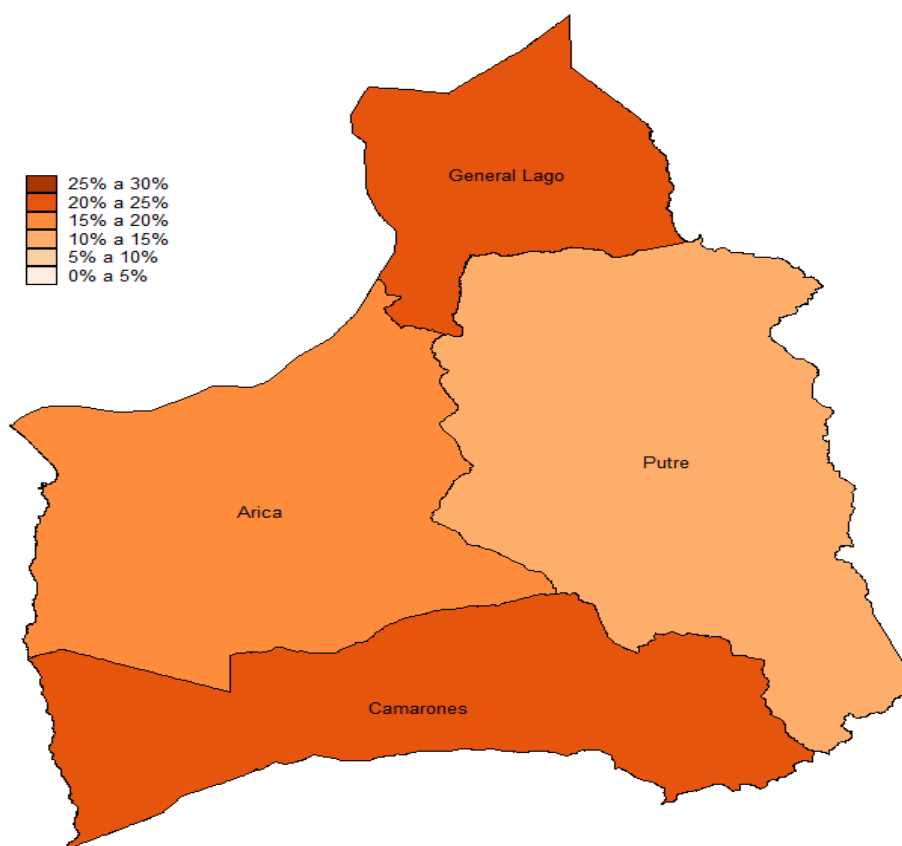 General Lago
25% a 30%
20% a 25%
15% a 20%
10% a 15%
5% a 10%
0% a 5%
Putre
Arica
Camarones